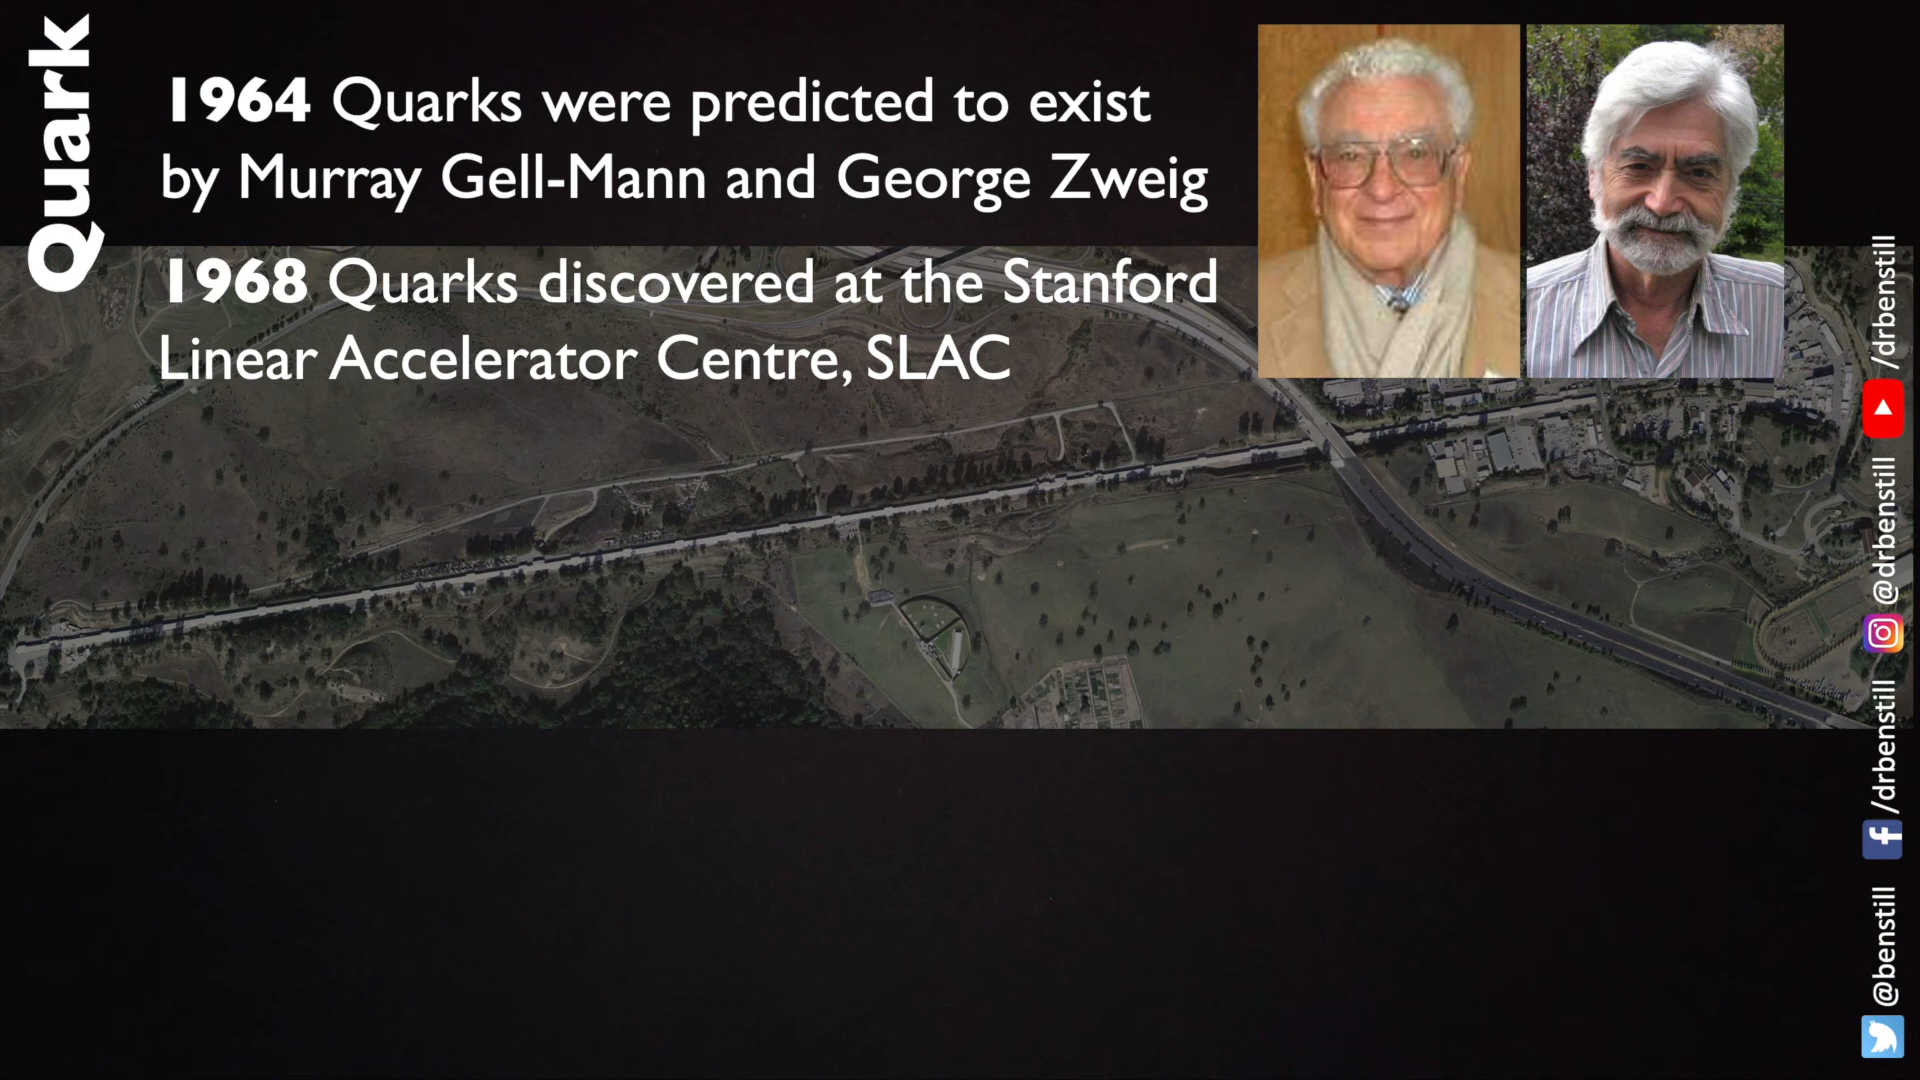 Quark
1964 Quarks were predicted to exist
by Murray Gell-Mann and George Zweig
1968 Quarks discovered at the Stanford
Linear Accelerator Centre, SLAC
/drbenstill
@drbenstill
/drbenstill
@benstill